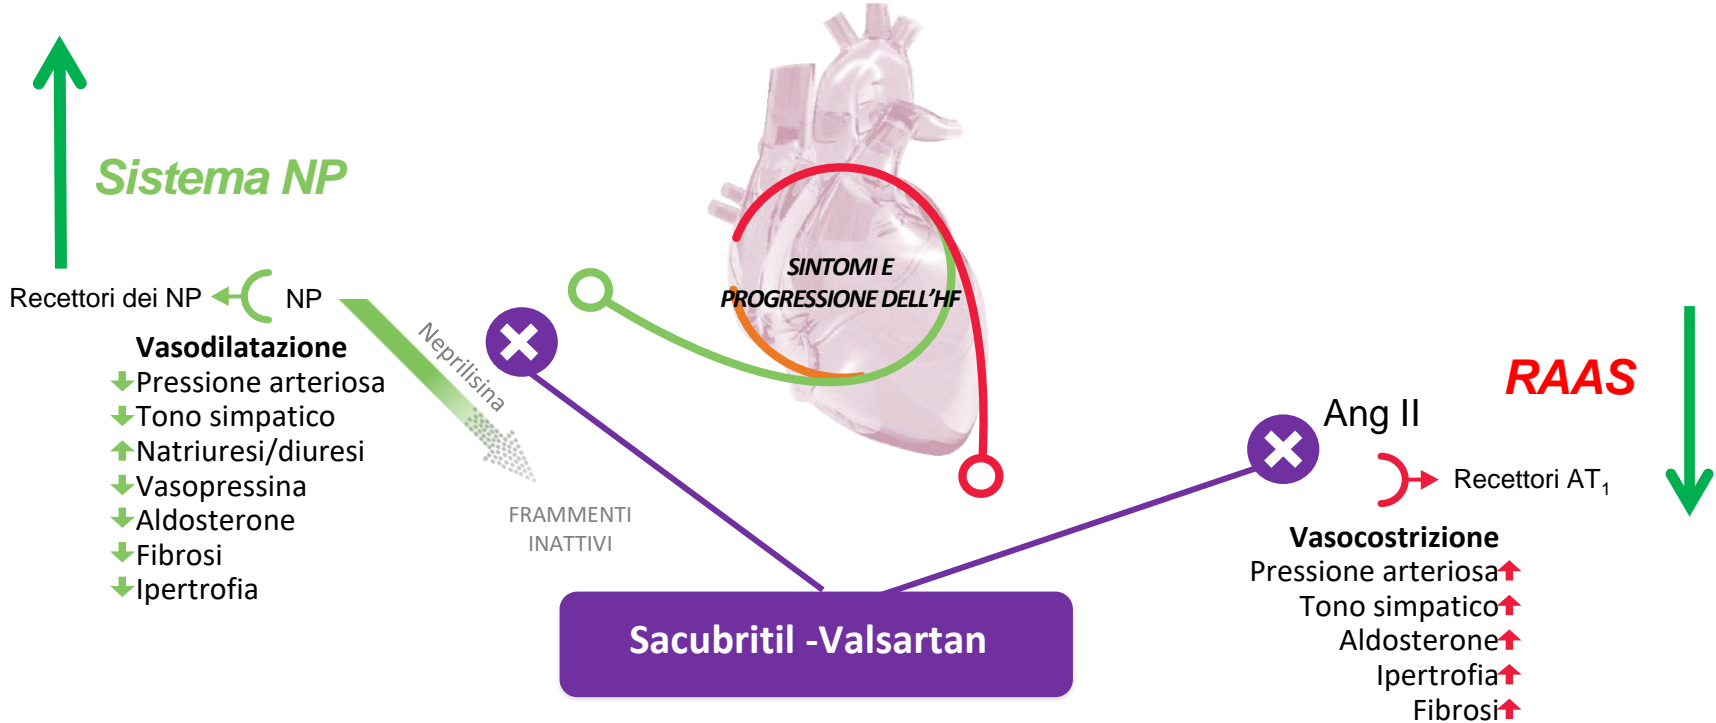 Sistema NP
Recettori dei NP
NP
Vasodilatazione
Pressione arteriosa
Tono simpatico
Natriuresi/diuresi
Vasopressina
Aldosterone
Fibrosi
Ipertrofia
Neprilisina
FRAMMENTI
INATTIVI
SINTOMI E
PROGRESSIONE DELL'HF
Sacubritil -Valsartan
RAAS
Ang II
Recettori AT1
Vasocostrizione
Pressione arteriosa
Tono simpatico
Aldosterone
Ipertrofia
Fibrosi